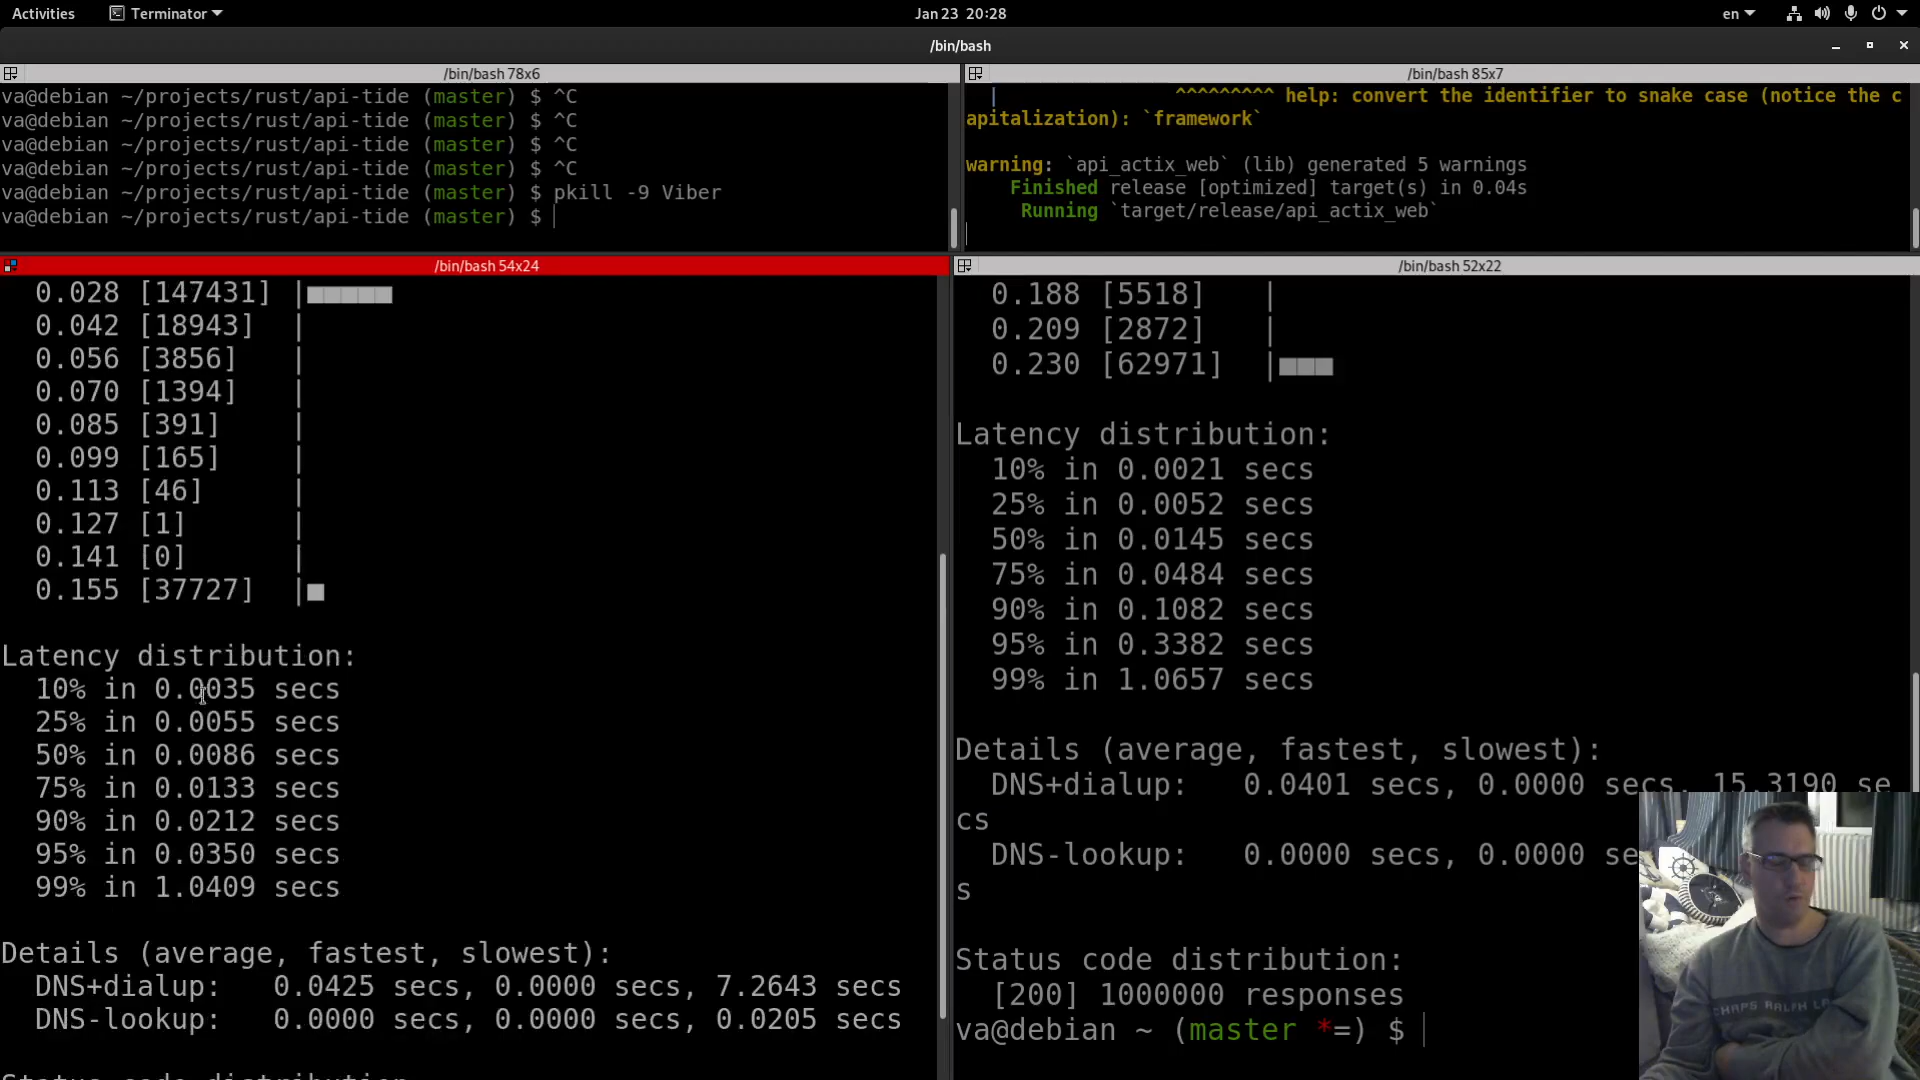 Activities
Terminator
Jan 23 20:28
en
/bin/bash
/bin/bash 78x6
va@debian ~/projects/rust/api-tide (master) $ ^C
va@debian ~/projects/rust/api-tide (master) $ ^C
va@debian ~/projects/rust/api-tide (master) $ ^C
va@debian ~/projects/rust/api-tide (master) $ ^C
va@debian ~/projects/rust/api-tide (master) $ pkill -9 Viber
va@debian ~/projects/rust/api-tide (master) $
/bin/bash 85x7
| ^^^^^^^^^ help: convert the identifier to snake case (notice the c
apitalization): `framework`
warning: `api_actix_web` (lib) generated 5 warnings
Finished release [optimized] target(s) in 0.04s
Running `target/release/api_actix_web`
/bin/bash 54x24
0.028 [147431] |■■■■■
0.042 [18943] |
0.056 [3856] |
0.070 [1394] |
0.085 [391] |
0.099 [165] |
0.113 [46] |
0.127 [1] |
0.141 [0] |
0.155 [37727] |■
Latency distribution:
10% in 0.0035 secs
25% in 0.0055 secs
50% in 0.0086 secs
75% in 0.0133 secs
90% in 0.0212 secs
95% in 0.0350 secs
99% in 1.0409 secs
Details (average, fastest, slowest):
DNS+dialup: 0.0425 secs, 0.0000 secs, 7.2643 secs
DNS-lookup: 0.0000 secs, 0.0000 secs, 0.0205 secs
Status code distribution
/bin/bash 52x22
0.188 [5518] |
0.209 [2872] |
0.230 [62971] |■■■
Latency distribution:
10% in 0.0021 secs
25% in 0.0052 secs
50% in 0.0145 secs
75% in 0.0484 secs
90% in 0.1082 secs
95% in 0.3382 secs
99% in 1.0657 secs
Details (average, fastest, slowest):
DNS+dialup: 0.0401 secs, 0.0000 secs, 15.3190 se
cs
DNS-lookup: 0.0000 secs, 0.0000 se
s
Status code distribution:
[200] 1000000 responses
va@debian ~ (master *=) $
CHAPS RALPH